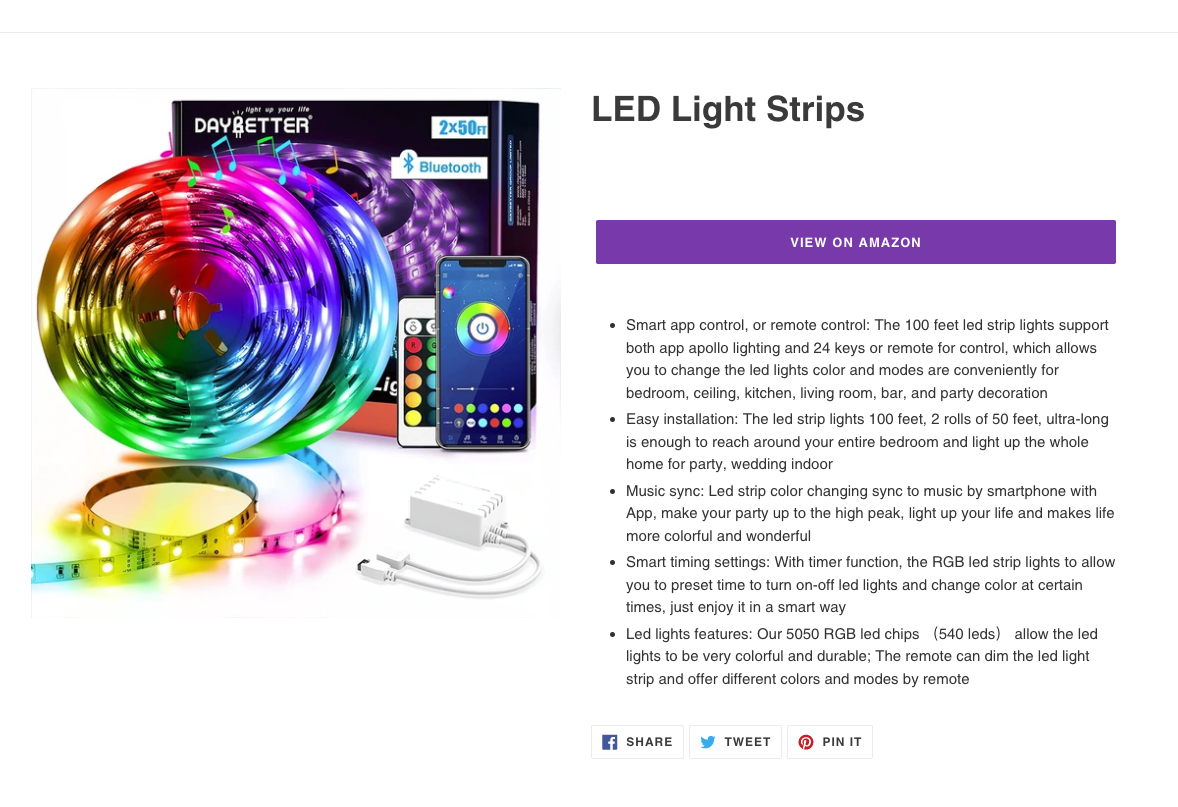 light up your life
DAYBETTER
2×50FT
Bluetooth
Adjust
LED Light Strips
VIEW ON AMAZON
Smart app control, or remote control: The 100 feet led strip lights support
both app apollo lighting and 24 keys or remote for control, which allows
you to change the led lights color and modes are conveniently for
bedroom, ceiling, kitchen, living room, bar, and party decoration
Easy installation: The led strip lights 100 feet, 2 rolls of 50 feet, ultra-long
is enough to reach around your entire bedroom and light up the whole
home for party, wedding indoor
Music sync: Led strip color changing sync to music by smartphone with
App, make your party up to the high peak, light up your life and makes life
more colorful and wonderful
Smart timing settings: With timer function, the RGB led strip lights to allow
you to preset time to turn on-off led lights and change color at certain
times, just enjoy it in a smart way
Led lights features: Our 5050 RGB led chips （540 leds） allow the led
lights to be very colorful and durable; The remote can dim the led light
strip and offer different colors and modes by remote
SHARE
TWEET
PIN IT